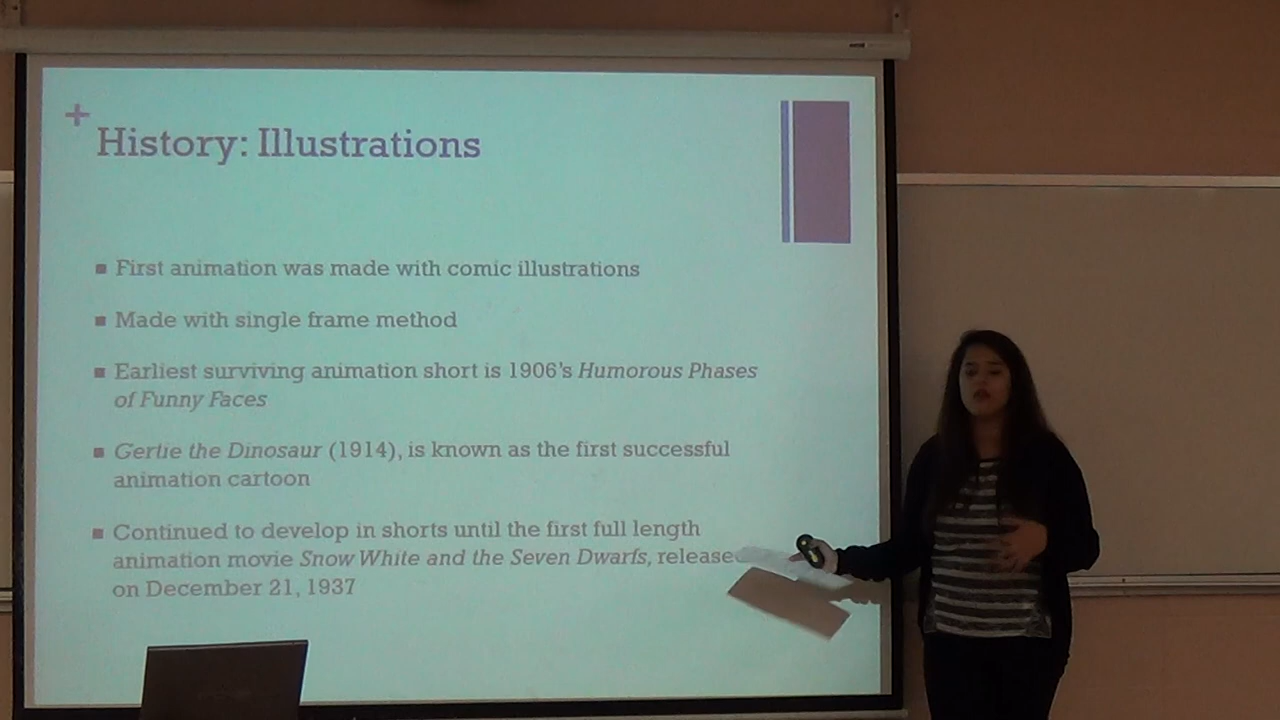 +
History: Illustrations
■ First animation was made with comic illustrations
■ Made with single frame method
■ Earliest surviving animation short is 1906's Humorous Phases
of Funny Faces
■ Gertie the Dinosaur (1914), is known as the first successful
animation cartoon
■ Continued to develop in shorts until the first full length
animation movie Snow White and the Seven Dwarfs, release
on December 21, 1937